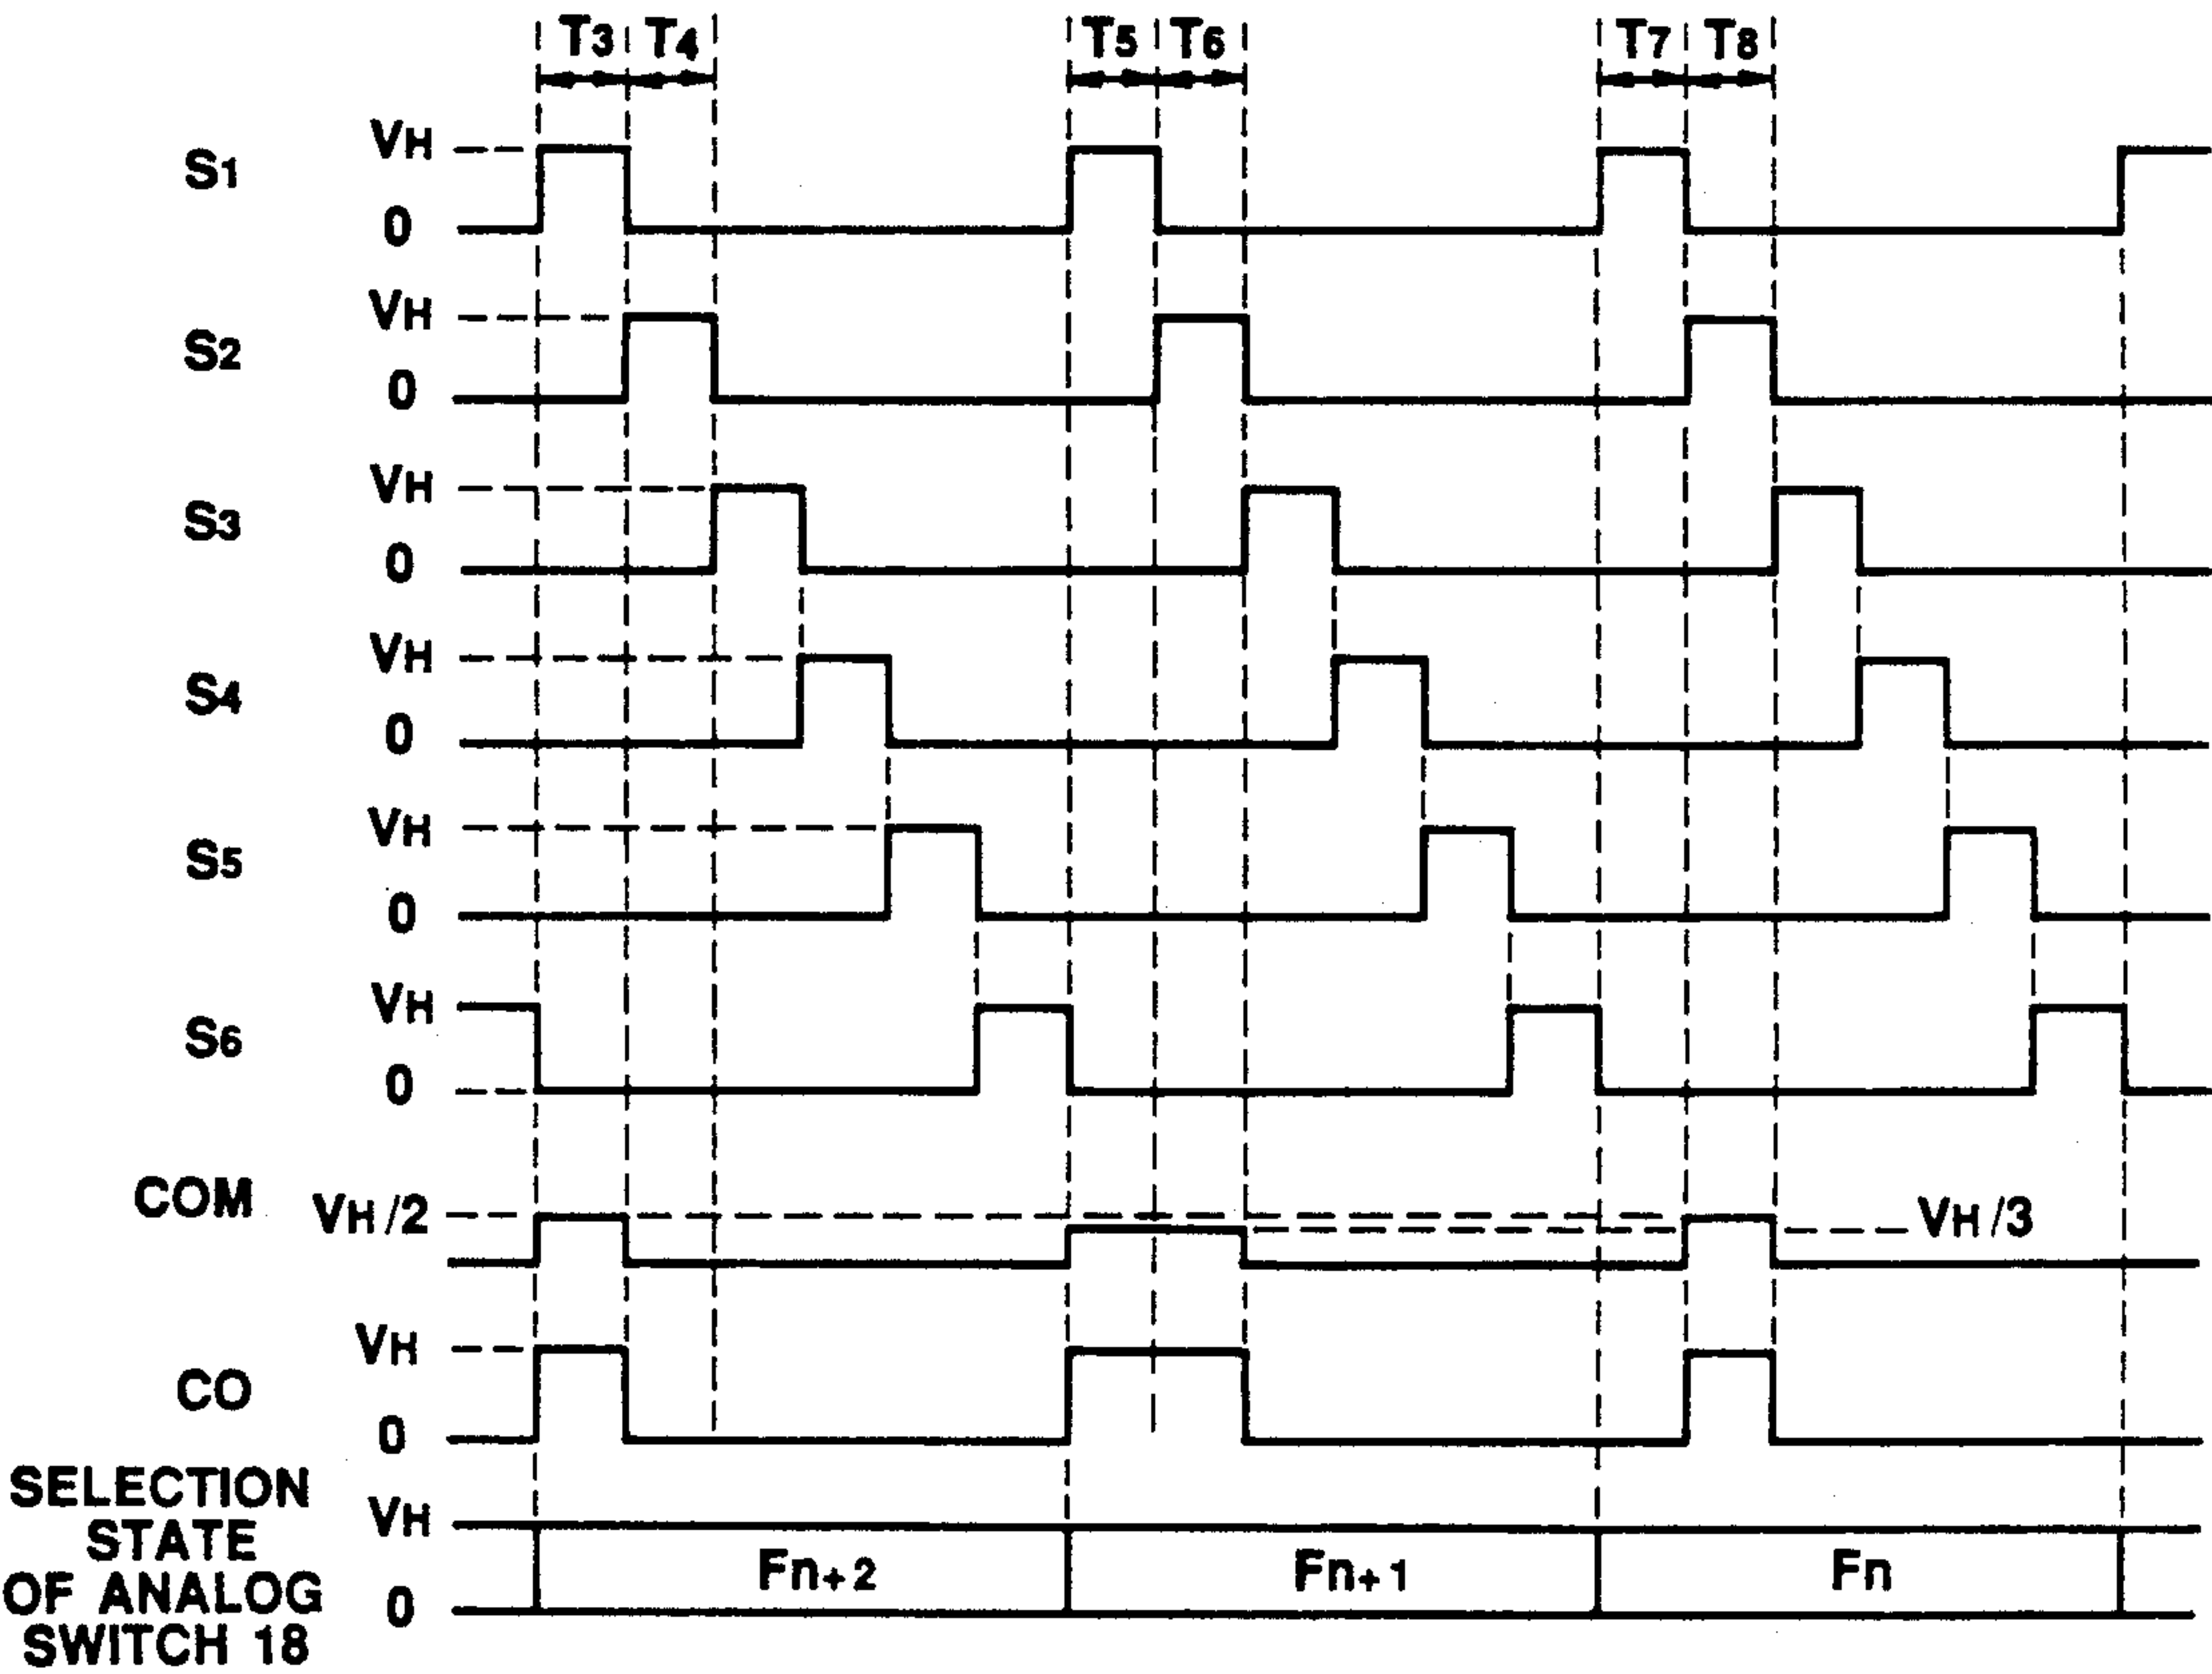 T3 T4 T5 T6 T7 T8
S1 VH
0
S2 VH
0
S3 VH
0
S4 VH
0
S5 VH
0
S6 VH
0
COM VH/2 VH/3
CO VH
0
SELECTION
STATE
OF ANALOG
SWITCH 18
VH
0
Fn+2 Fn+1 Fn